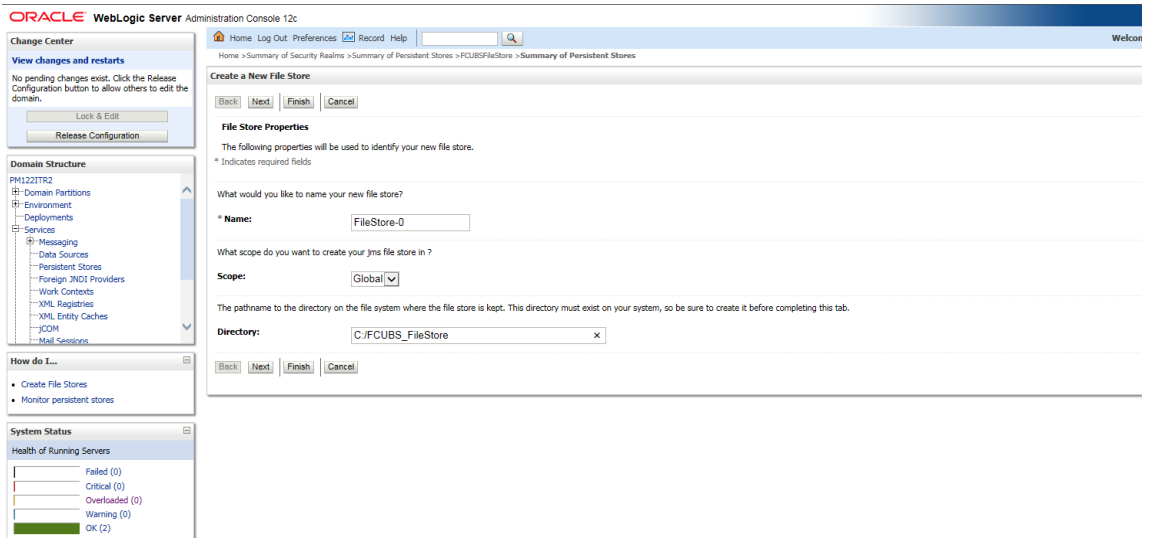 ORACLE WebLogic Server Administration Console 12c
Change Center
View changes and restarts
No pending changes exist. Click the Release
Configuration button to allow others to edit the
domain.
Lock & Edit
Release Configuration
Domain Structure
PM122ITR2
Domain Partitions
Environment
Deployments
Services
Messaging
Data Sources
Persistent Stores
Foreign JNDI Providers
Work Contexts
XML Registries
XML Entity Caches
jCOM
Mail Sessions
How do I...
Create File Stores
Monitor persistent stores
System Status
Health of Running Servers
Failed (0)
Critical (0)
Overloaded (0)
Warning (0)
OK (2)
Home Log Out Preferences Record Help
Welcom
Home >Summary of Security Realms >Summary of Persistent Stores >FCUBSFileStore >Summary of Persistent Stores
Create a New File Store
Back Next Finish Cancel
File Store Properties
The following properties will be used to identify your new file store.
* Indicates required fields
What would you like to name your new file store?
* Name: FileStore-0
What scope do you want to create your jms file store in ?
Scope: Global
The pathname to the directory on the file system where the file store is kept. This directory must exist on your system, so be sure to create it before completing this tab.
Directory: C:/FCUBS_FileStore ×
Back Next Finish Cancel